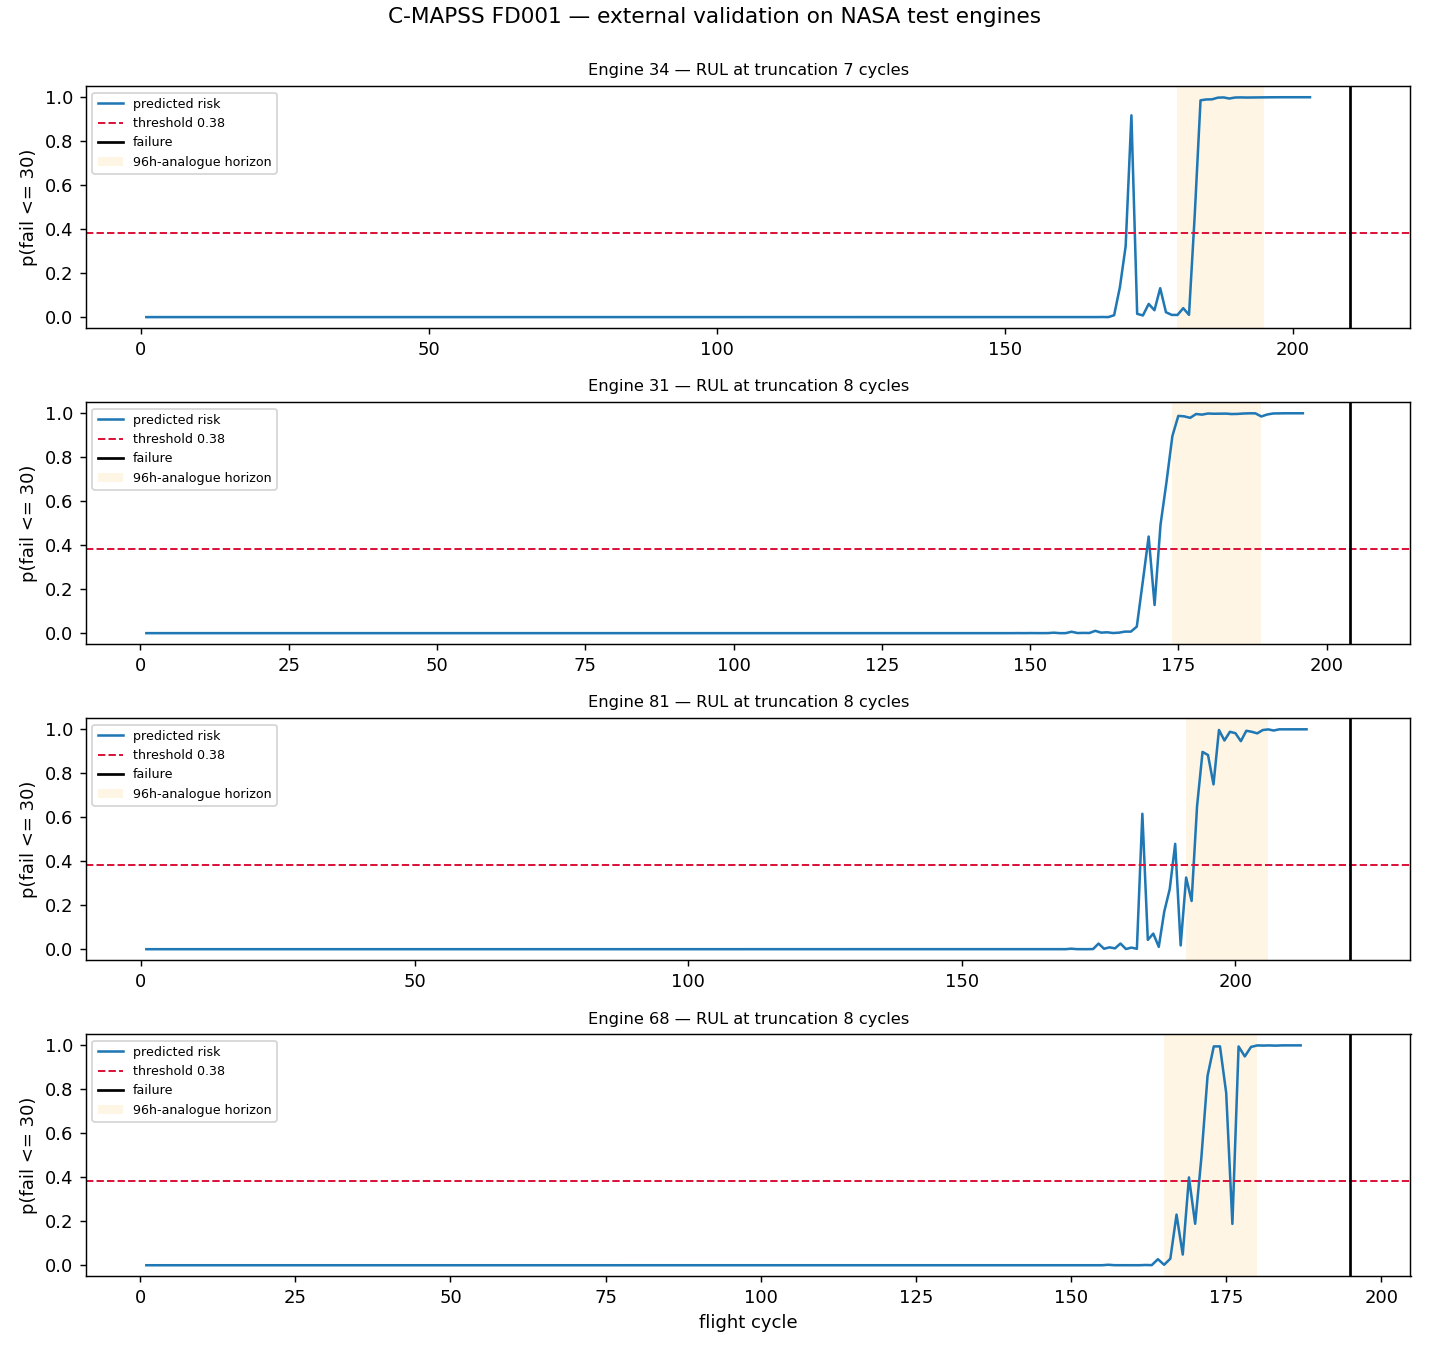 C-MAPSS FD001 — external validation on NASA test engines
Engine 34 — RUL at truncation 7 cycles
predicted risk
threshold 0.38
failure
96h-analogue horizon
p(fail <= 30)
1.0
0.8
0.6
0.4
0.2
0.0
0 50 100 150 200
Engine 31 — RUL at truncation 8 cycles
predicted risk
threshold 0.38
failure
96h-analogue horizon
p(fail <= 30)
1.0
0.8
0.6
0.4
0.2
0.0
0 25 50 75 100 125 150 175 200
Engine 81 — RUL at truncation 8 cycles
predicted risk
threshold 0.38
failure
96h-analogue horizon
p(fail <= 30)
1.0
0.8
0.6
0.4
0.2
0.0
0 50 100 150 200
Engine 68 — RUL at truncation 8 cycles
predicted risk
threshold 0.38
failure
96h-analogue horizon
p(fail <= 30)
1.0
0.8
0.6
0.4
0.2
0.0
0 25 50 75 100 125 150 175 200
flight cycle